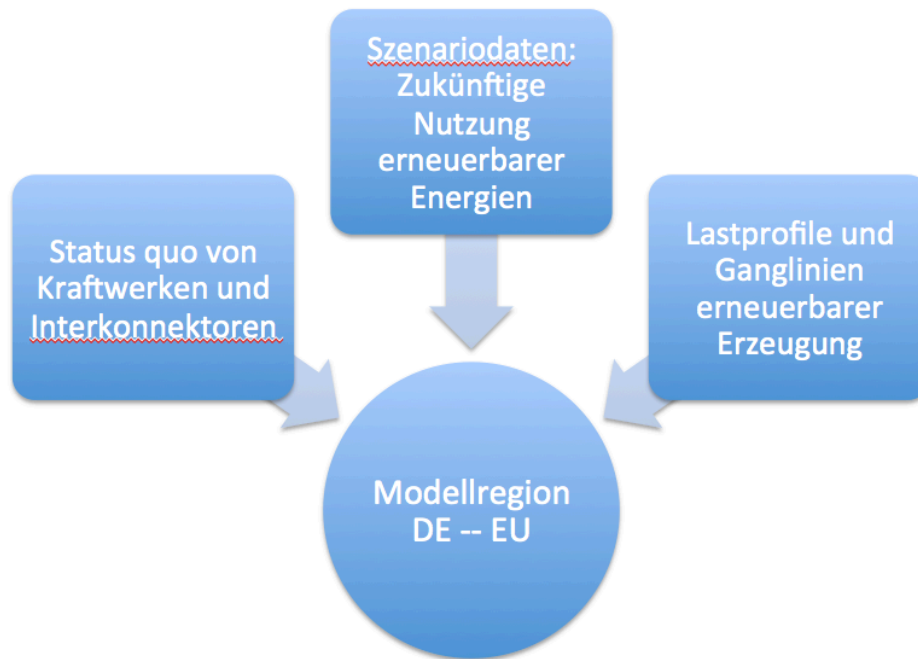 Szenariodaten:
Zukünftige
Nutzung
erneuerbarer
Energien
Status quo von
Kraftwerken und
Interkonnektoren
Lastprofile und
Ganglinien
erneuerbarer
Erzeugung
Modellregion
DE -- EU